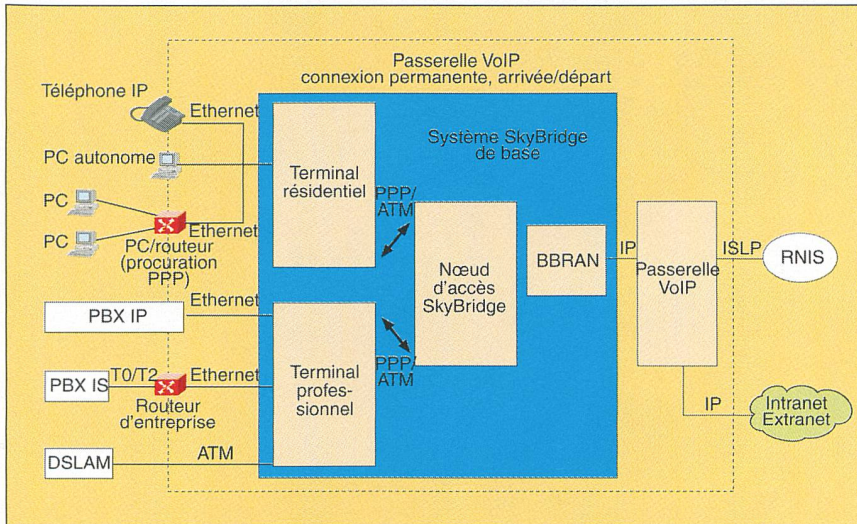 Passerelle VoIP
connexion permanente, arrivée/départ
Téléphone IP
Ethernet
PC autonome
PC
PC
Ethernet
PC/routeur
(procuration
PPP)
Terminal
résidentiel
Système SkyBridge
de base
PPP/
ATM
Nœud
d'accès
SkyBridge
BBRAN
IP
Passerelle
VoIP
ISLP
RNIS
PBX IP
Ethernet
PBX IS
T0/T2
Ethernet
Routeur
d'entreprise
Terminal
profes-
sionnel
PPP/
ATM
DSLAM
ATM
IP
Intranet
Extranet